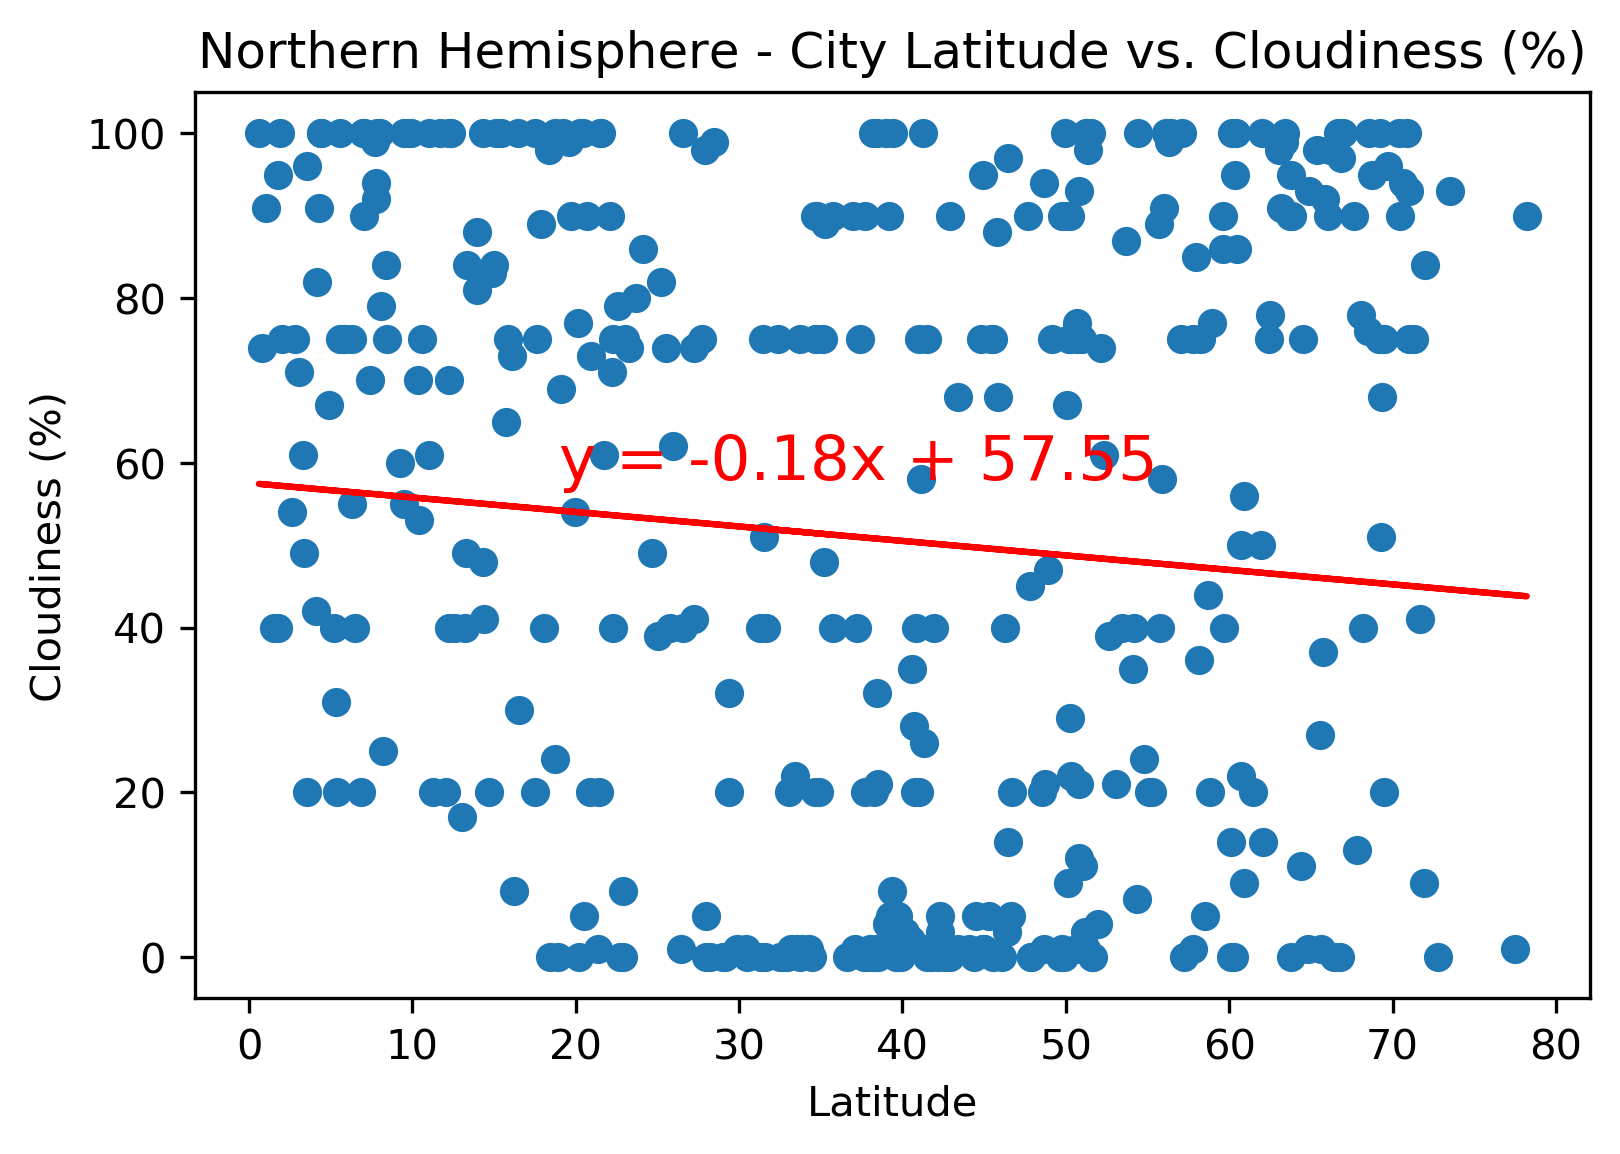 Northern Hemisphere - City Latitude vs. Cloudiness (%)
100
80
60
40
20
0
Cloudiness (%)
y = -0.18x + 57.55
0 10 20 30 40 50 60 70 80
Latitude